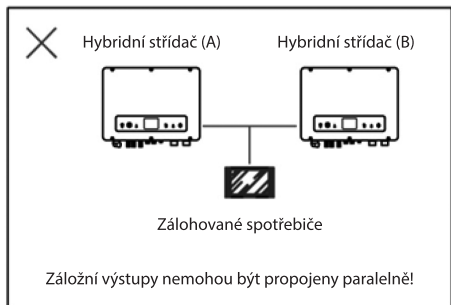 Hybridní střídač (A) Hybridní střídač (B)
Zálohované spotřebiče
Záložní výstupy nemohou být propojeny paralelně!